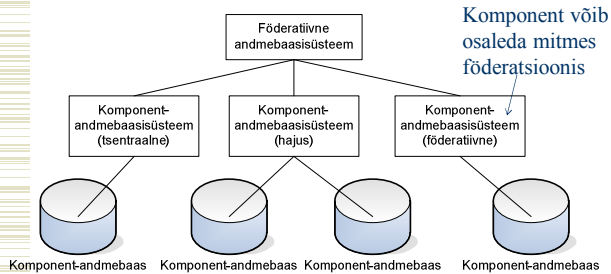 Föderatiivne
andmebaasisüsteem
Komponent võib
osaleda mitmes
föderatsioonis
Komponent-
andmebaasisüsteem
(tsentraalne)
Komponent-
andmebaasisüsteem
(hajus)
Komponent-
andmebaasisüsteem
(föderatiivne)
Komponent-andmebaas
Komponent-andmebaas
Komponent-andmebaas
Komponent-andmebaas